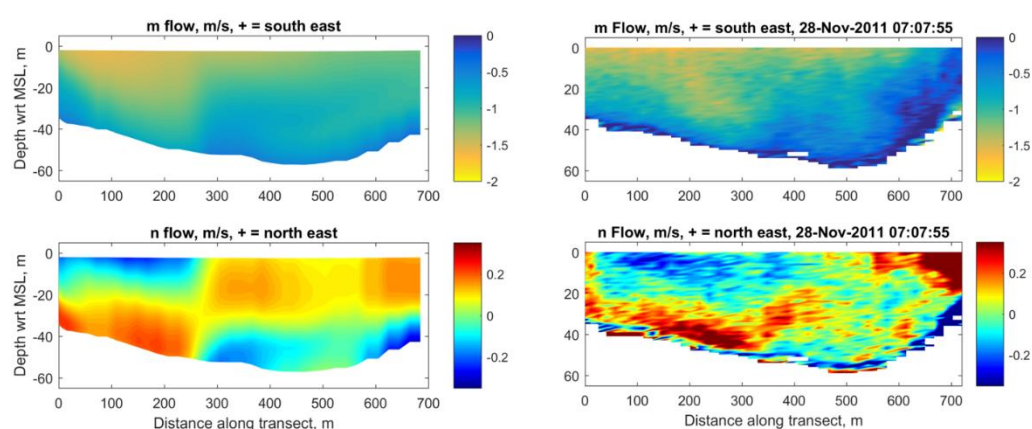 m flow, m/s, + = south east
Depth wrt MSL, m
0
-20
-40
-60
0 100 200 300 400 500 600 700
0
-0.5
-1
-1.5
-2
m Flow, m/s, + = south east, 28-Nov-2011 07:07:55
0
20
40
60
0 100 200 300 400 500 600 700
0
-0.5
-1
-1.5
-2
n flow, m/s, + = north east
Depth wrt MSL, m
0
-20
-40
-60
0 100 200 300 400 500 600 700
Distance along transect, m
0.2
0
-0.2
n Flow, m/s, + = north east, 28-Nov-2011 07:07:55
0
20
40
60
0 100 200 300 400 500 600 700
Distance along transect, m
0.2
0
-0.2